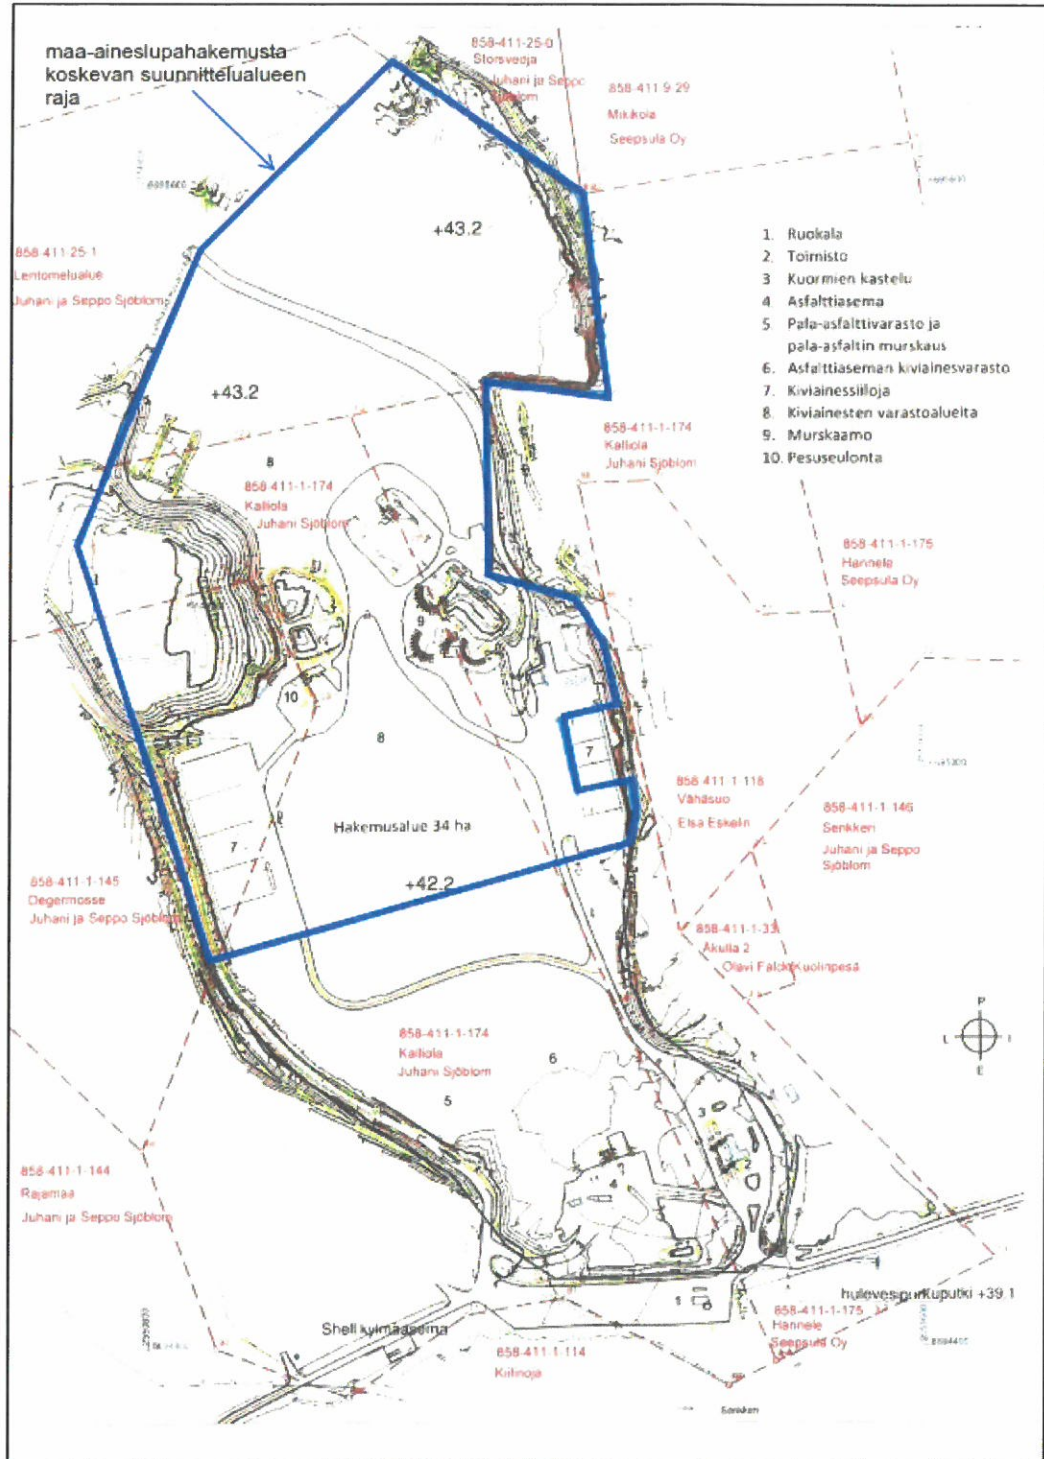 maa-aineslupahakemusta
koskevan suunnittelualueen
raja
858-411-25-0
Storsveoja
Juhani ja Seppo
Sjöblom
858-411-9-29
Mikikola
Seepsula Oy
858-411-25-1
Lentomelualue
Juhani ja Seppo Sjöblom
+43.2
+43.2
1. Ruokala
2. Toimisto
3. Kuormien kastelu
4. Asfalttiasema
5. Pala-asfalttivarasto ja
pala-asfaltin murskaus
6. Asfalttiaseman kiviainesvarasto
7. Kiviainessiiloja
8. Kiviainesten varastoalueita
9. Murskaamo
10. Pesuseulonta
858-411-1-174
Kalliola
Juhani Sjöblom
8
858-411-1-174
Kalliola
Juhani Sjöblom
858-411-1-175
Hannele
Seepsula Oy
9
10
8
7
858-411-1-118
Vähäsuo
Elsa Eskelin
858-411-1-146
Senkkeri
Juhani ja Seppo
Sjöblom
Hakemusalue 34 ha
7
+42.2
858-411-1-145
Degermosse
Juhani ja Seppo Sjöblom
858-411-1-33
Åkulla 2
Olavi Falck Kuolinpesä
858-411-1-174
Kalliola
Juhani Sjöblom
P
L
I
E
6
5
3
2
4
858-411-1-144
Rajamaa
Juhani ja Seppo Sjöblom
hulevesipurkuputki +39.1
1
858-411-1-175
Hannele
Seepsula Oy
Shell kylmäasema
858-411-1-114
Kiilinoja